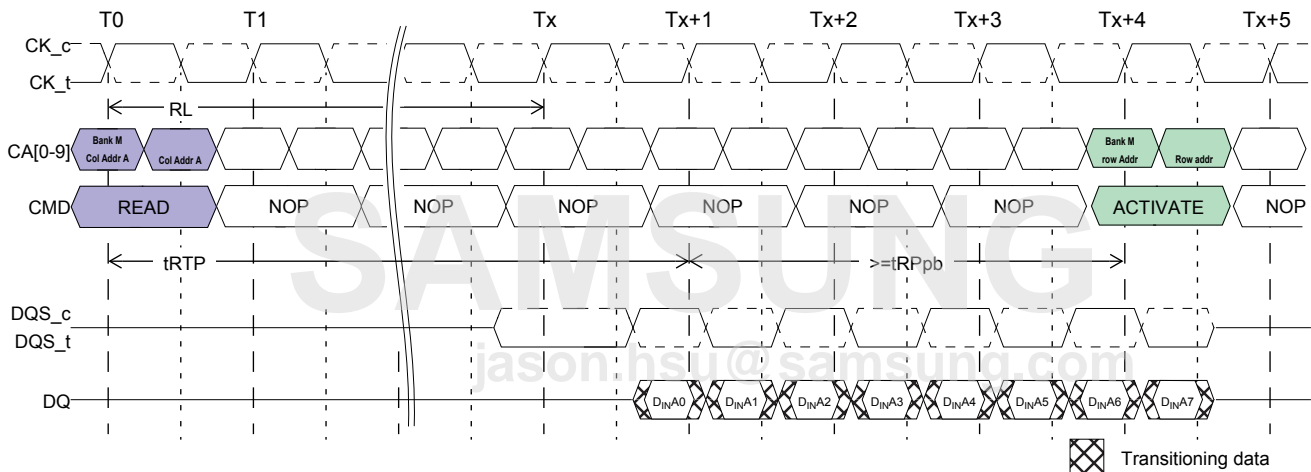 T0 T1 Tx Tx+1 Tx+2 Tx+3 Tx+4 Tx+5
CK_c
CK_t
RL
CA[0-9] Bank M Col Addr A Col Addr A Bank M row Addr Row addr
CMD READ NOP NOP NOP NOP NOP NOP ACTIVATE NOP
SAMSUNG
tRTP >=tRPpb
DQS_c
DQS_t
jason.hsu@samsung.com
DQ DINA0 DINA1 DINA2 DINA3 DINA4 DINA5 DINA6 DINA7
Transitioning data